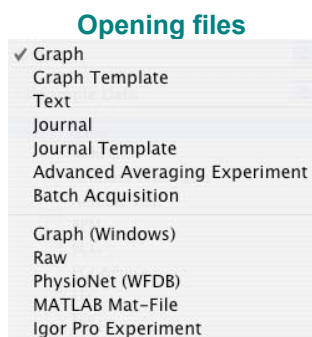 Opening files
✓ Graph
Graph Template
Text
Journal
Journal Template
Advanced Averaging Experiment
Batch Acquisition
Graph (Windows)
Raw
PhysioNet (WFDB)
MATLAB Mat-File
Igor Pro Experiment